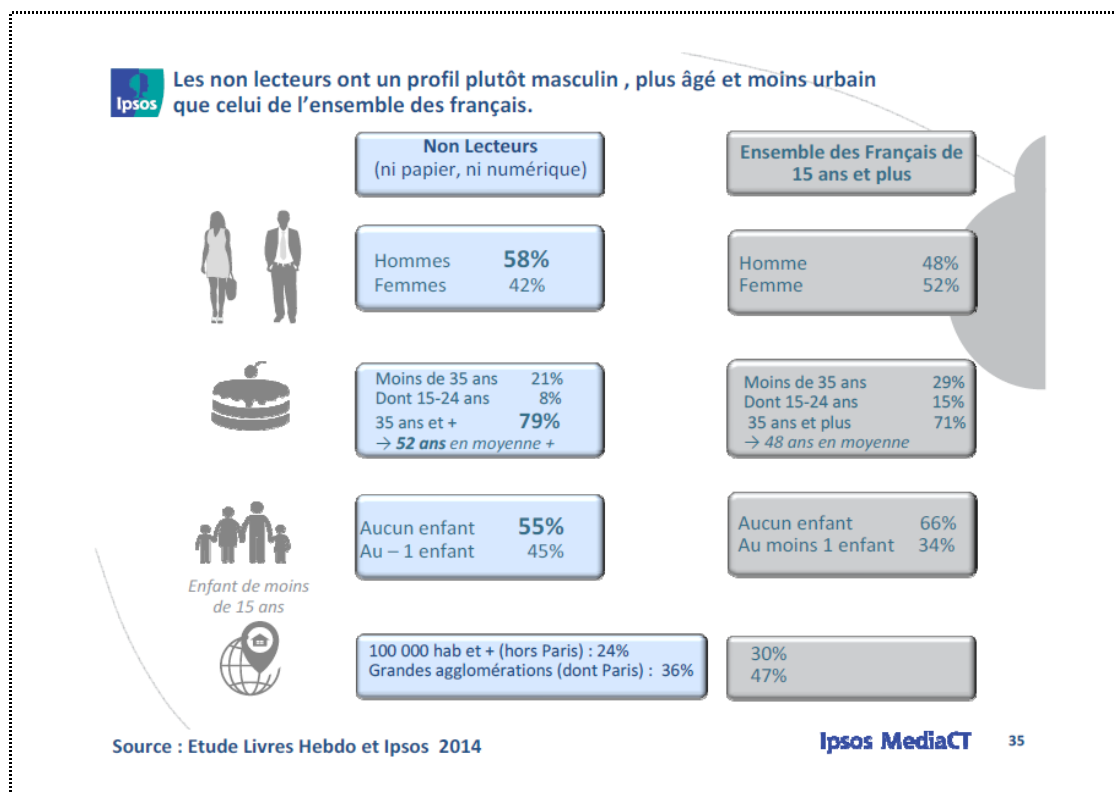 Ipsos
Les non lecteurs ont un profil plutôt masculin , plus âgé et moins urbain
que celui de l'ensemble des français.
Non Lecteurs
(ni papier, ni numérique)
Ensemble des Français de
15 ans et plus
Hommes 58%
Femmes 42%
Homme 48%
Femme 52%
Moins de 35 ans 21%
Dont 15-24 ans 8%
35 ans et + 79%
→ 52 ans en moyenne +
Moins de 35 ans 29%
Dont 15-24 ans 15%
35 ans et plus 71%
→ 48 ans en moyenne
Aucun enfant 55%
Au – 1 enfant 45%
Aucun enfant 66%
Au moins 1 enfant 34%
Enfant de moins
de 15 ans
100 000 hab et + (hors Paris) : 24%
Grandes agglomérations (dont Paris) : 36%
30%
47%
Source : Etude Livres Hebdo et Ipsos 2014
Ipsos MediaCT
35